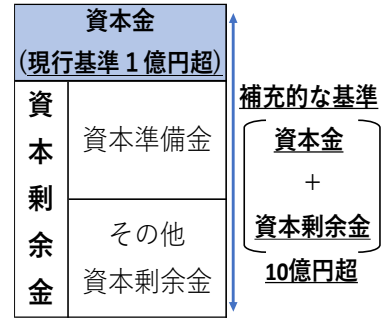 資本金
(現行基準１億円超)
資本剰余金
資本準備金
その他
資本剰余金
補充的な基準
資本金
+
資本剰余金
10億円超